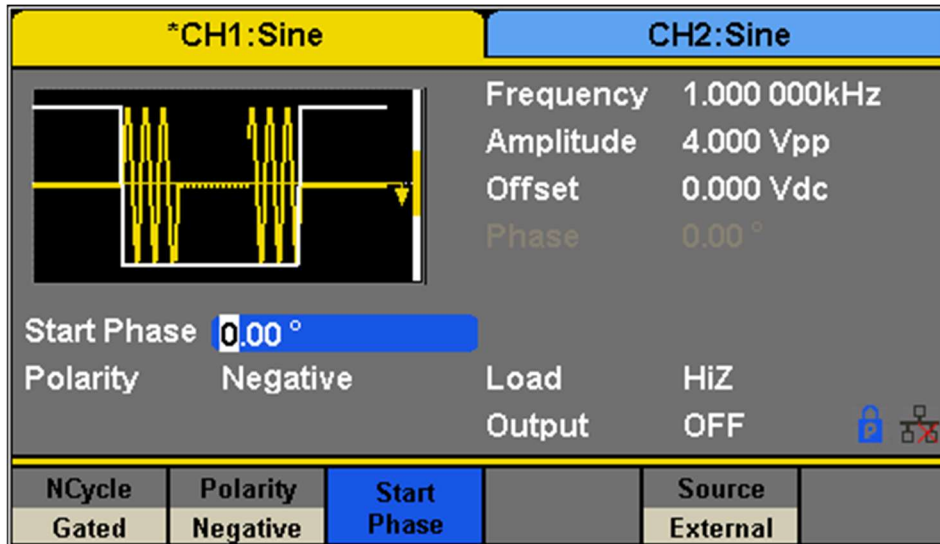 *CH1:Sine
CH2:Sine
Frequency 1.000 000kHz
Amplitude 4.000 Vpp
Offset 0.000 Vdc
Phase 0.00 °
Start Phase 0.00 °
Polarity Negative
Load HiZ
Output OFF
P
NCycle
Gated
Polarity
Negative
Start
Phase
Source
External